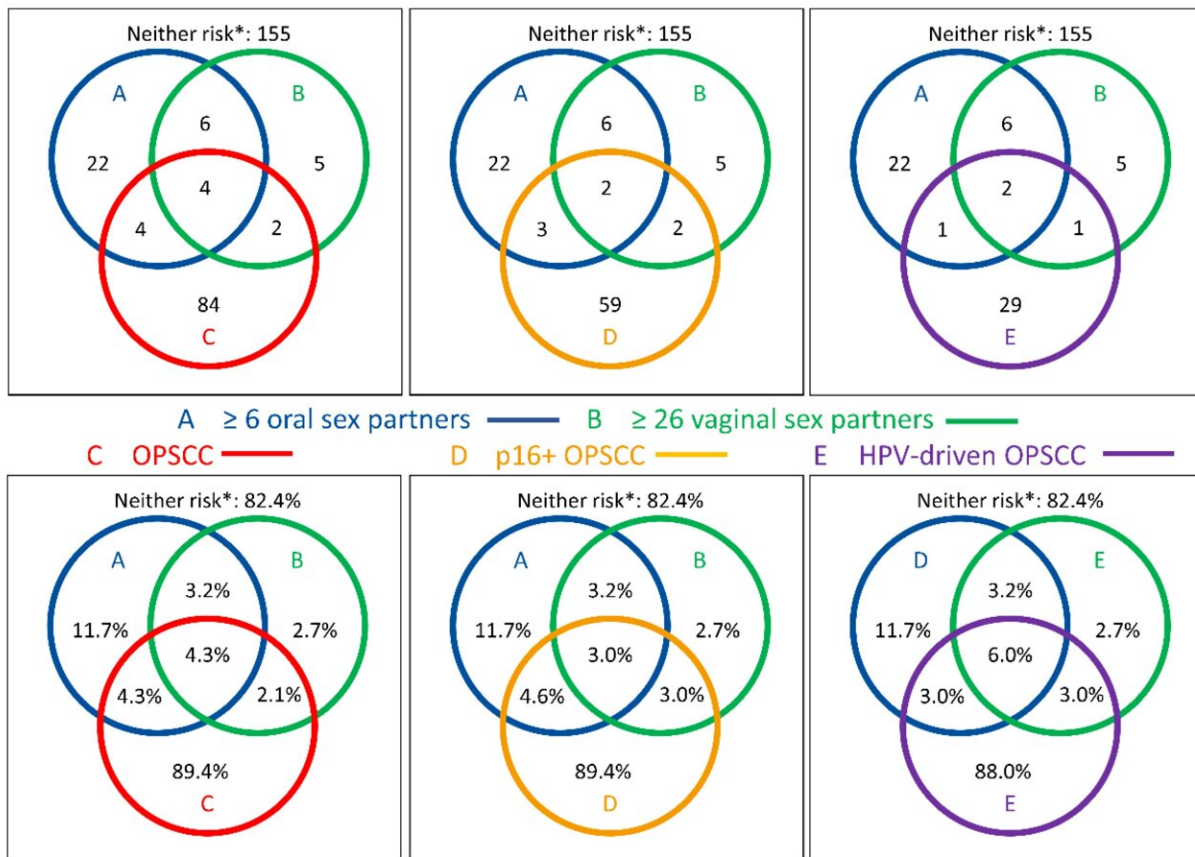 Neither risk*: 155
A
B
6
22
5
4
4
2
84
C
Neither risk*: 155
A
B
6
22
5
2
3
2
59
D
Neither risk*: 155
A
B
6
22
5
2
1
1
29
E
A ≥ 6 oral sex partners B ≥ 26 vaginal sex partners
C OPSCC D p16+ OPSCC E HPV-driven OPSCC
Neither risk*: 82.4%
A
B
3.2%
11.7%
2.7%
4.3%
4.3%
2.1%
89.4%
C
Neither risk*: 82.4%
A
B
3.2%
11.7%
2.7%
3.0%
4.6%
3.0%
89.4%
D
Neither risk*: 82.4%
D
E
3.2%
11.7%
2.7%
6.0%
3.0%
3.0%
88.0%
E